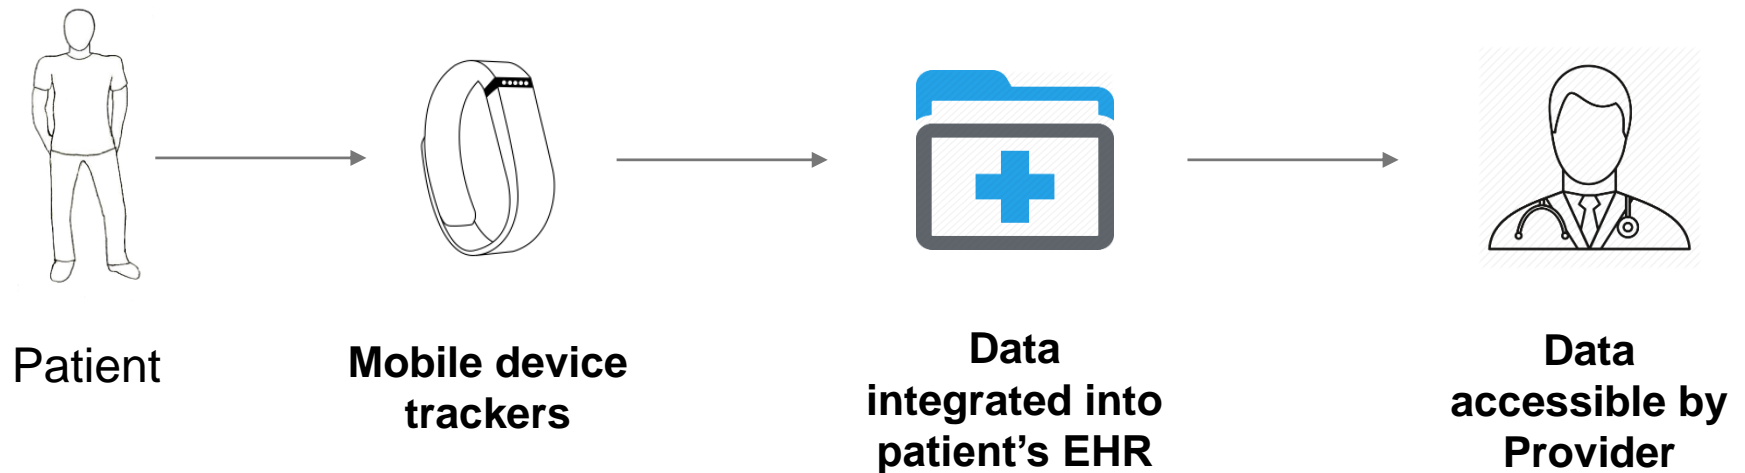 Patient
Mobile device
trackers
Data
integrated into
patient’s EHR
Data
accessible by
Provider